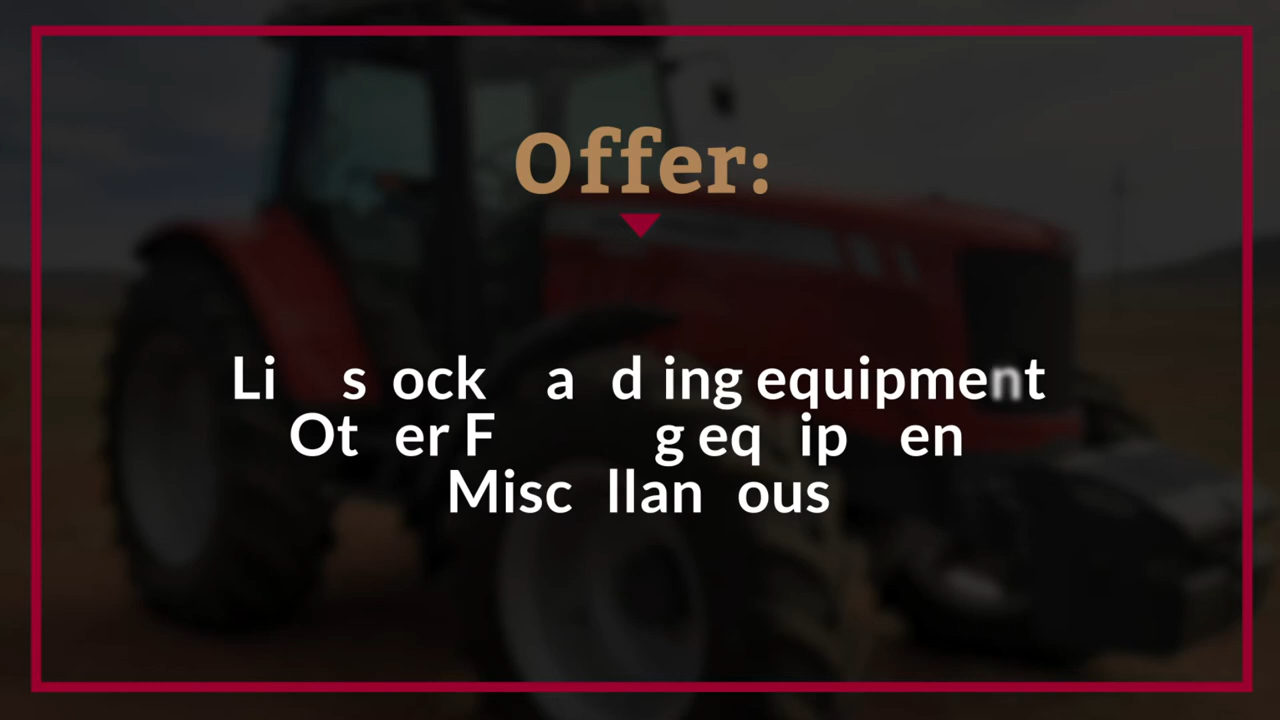 Offer:
Li s ock a d ing equipment
Ot er F g eq ip en
Misc llan ous